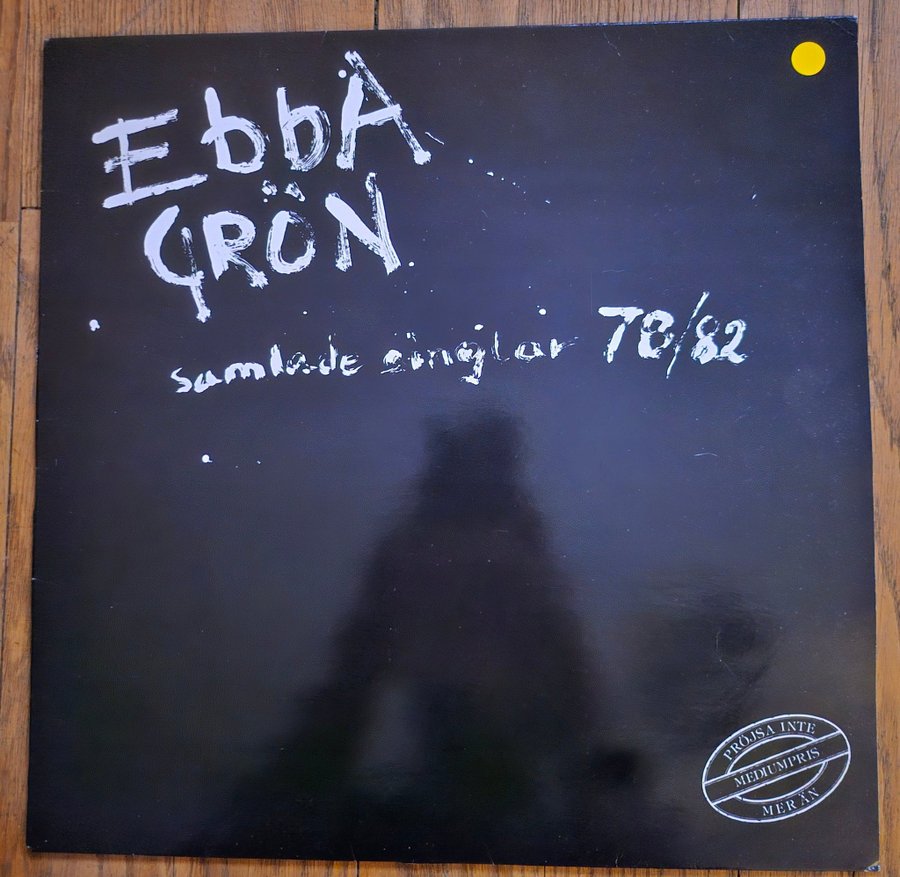 EbbA
GRÖN
samlade singlar 78/82
PRÖJSA INTE
MEDIUMPRIS
MER ÄN